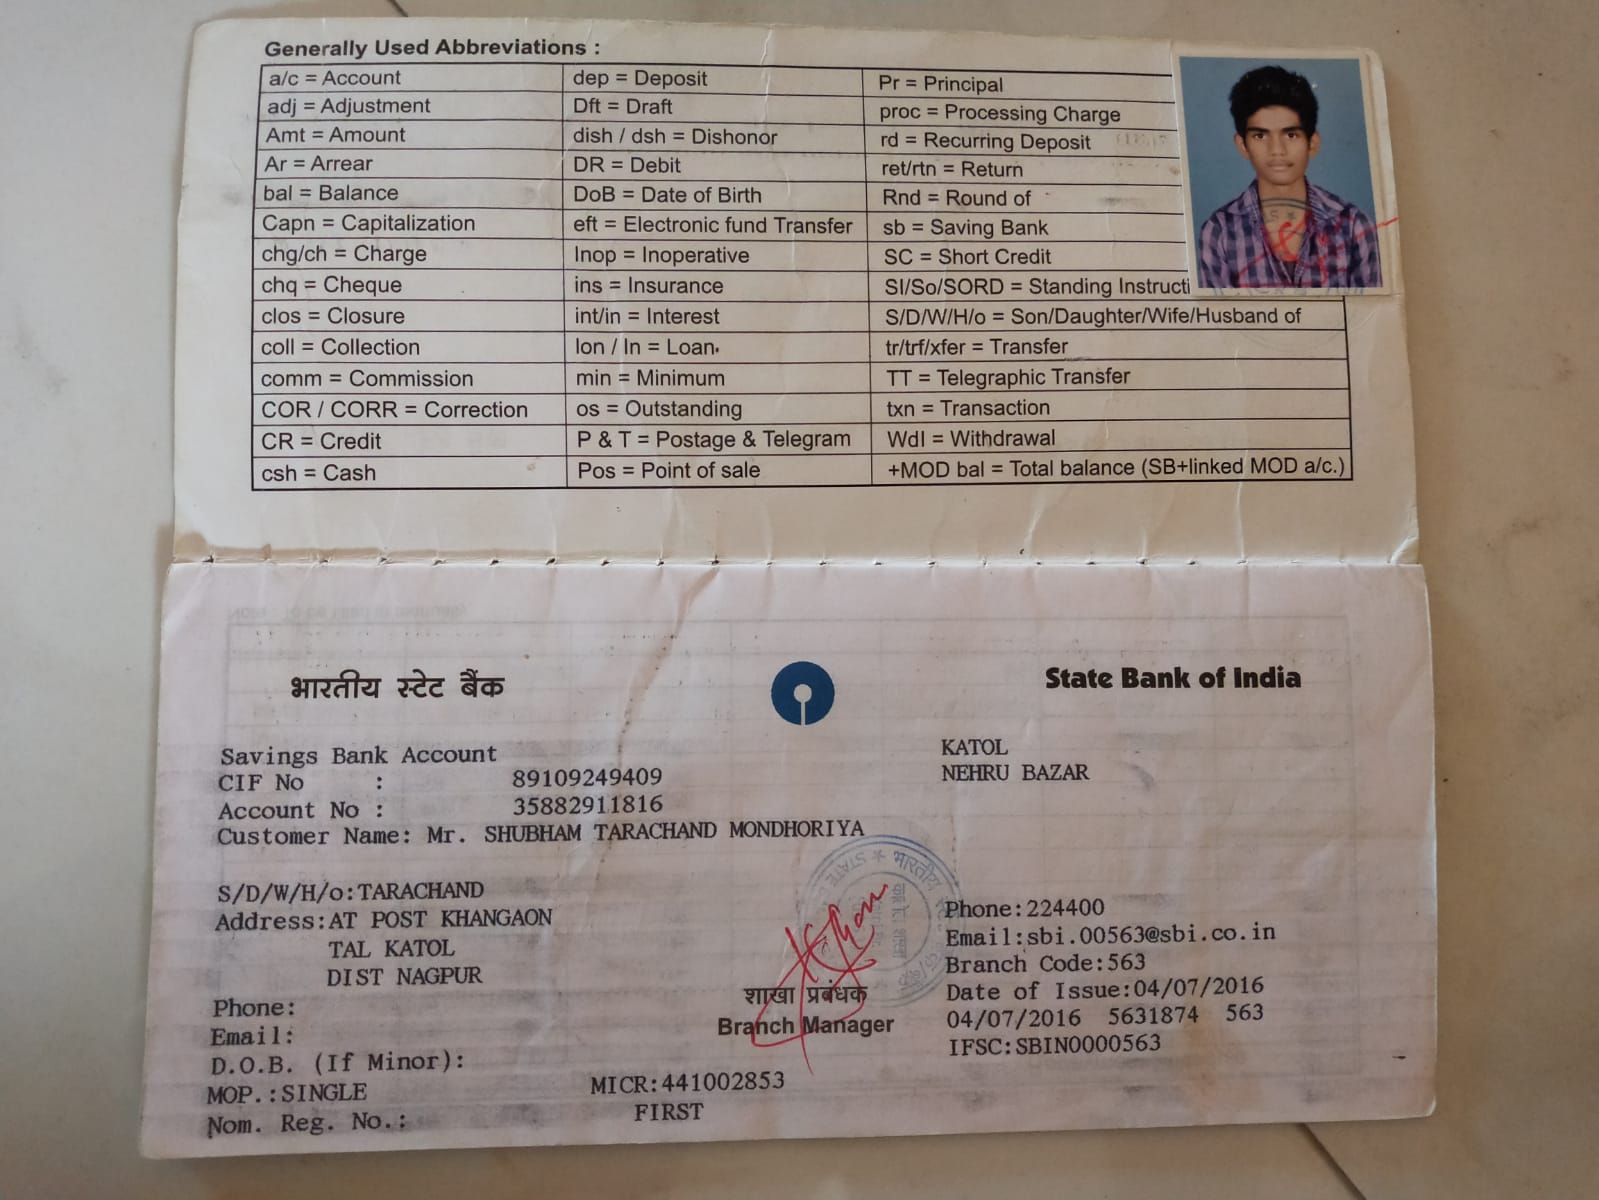 Generally Used Abbreviations :
a/c = Account
adj = Adjustment
Amt = Amount
Ar = Arrear
bal = Balance
Capn = Capitalization
chg/ch = Charge
chq = Cheque
clos = Closure
coll = Collection
comm = Commission
COR / CORR = Correction
CR = Credit
csh = Cash
dep = Deposit
Dft = Draft
dish / dsh = Dishonor
DR = Debit
DoB = Date of Birth
eft = Electronic fund Transfer
Inop = Inoperative
ins = Insurance
int/in = Interest
lon / ln = Loan
min = Minimum
os = Outstanding
P & T = Postage & Telegram
Pos = Point of sale
Pr = Principal
proc = Processing Charge
rd = Recurring Deposit
ret/rtn = Return
Rnd = Round of
sb = Saving Bank
SC = Short Credit
SI/So/SORD = Standing Instructi
S/D/W/H/o = Son/Daughter/Wife/Husband of
tr/trf/xfer = Transfer
TT = Telegraphic Transfer
txn = Transaction
Wdl = Withdrawal
+MOD bal = Total balance (SB+linked MOD a/c.)
भारतीय स्टेट बैंक
State Bank of India
Savings Bank Account
CIF No : 89109249409
Account No : 35882911816
Customer Name: Mr. SHUBHAM TARACHAND MONDHORIYA
KATOL
NEHRU BAZAR
S/D/W/H/o:TARACHAND
Address:AT POST KHANGAON
TAL KATOL
DIST NAGPUR
Phone:
Email:
D.O.B. (If Minor):
MOP.:SINGLE
Nom. Reg. No.:
MICR:441002853
FIRST
शाखा प्रबंधक
Branch Manager
Phone:224400
Email:sbi.00563@sbi.co.in
Branch Code:563
Date of Issue:04/07/2016
04/07/2016 5631874 563
IFSC:SBIN0000563